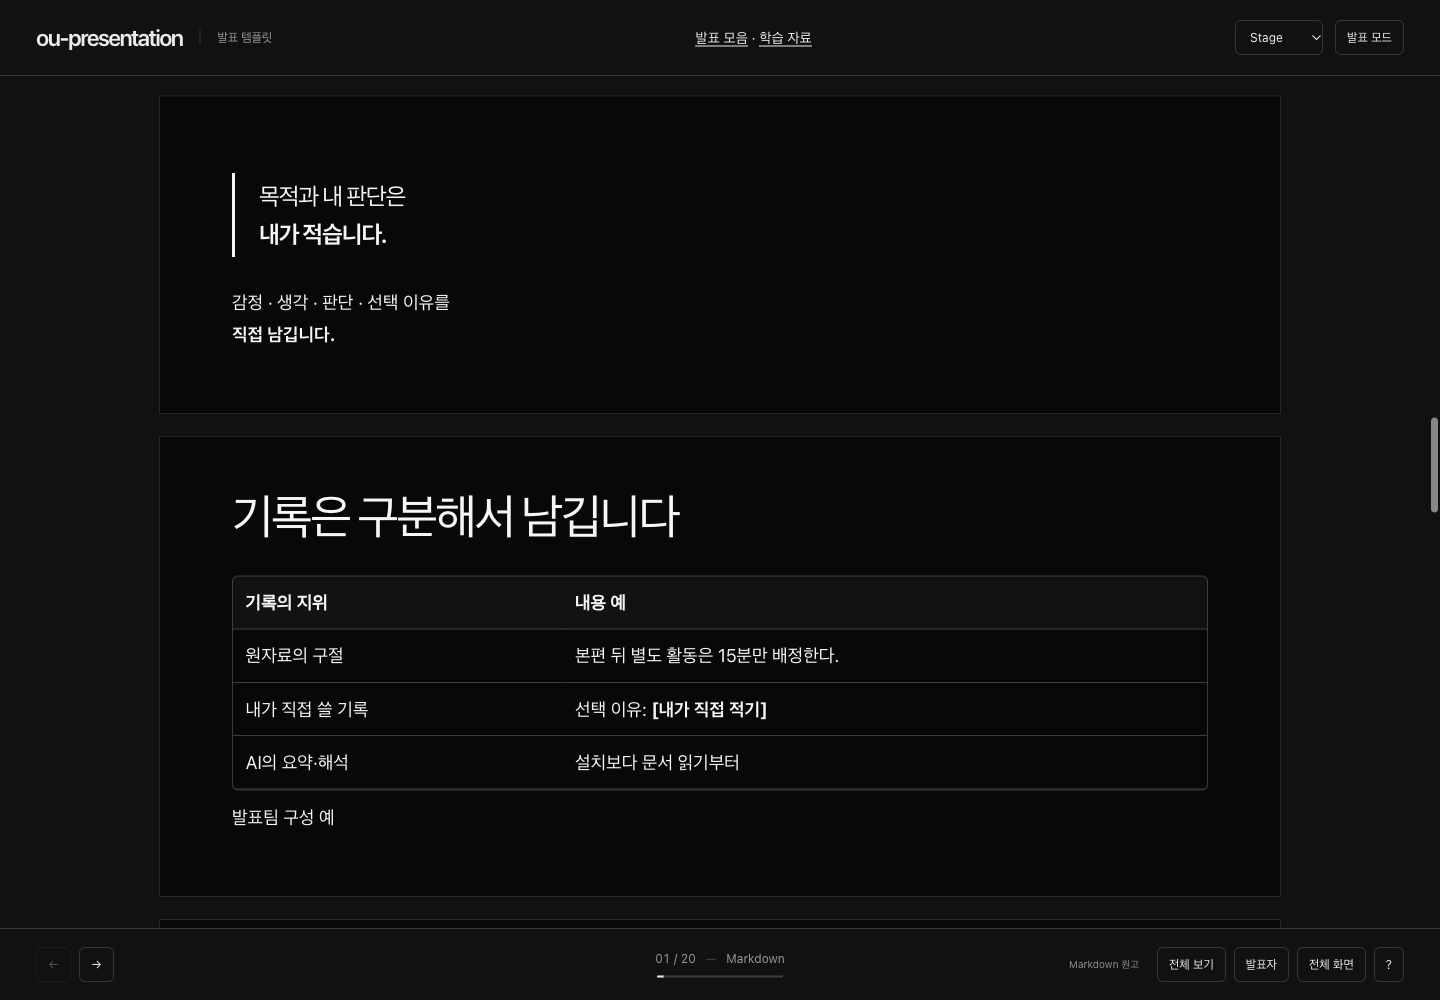 ou-presentation
발표 템플릿
발표 모음 · 학습 자료
Stage
발표 모드
목적과 내 판단은
내가 적습니다.
감정 · 생각 · 판단 · 선택 이유를
직접 남깁니다.
기록은 구분해서 남깁니다
기록의 지위 내용 예
원자료의 구절 본편 뒤 별도 활동은 15분만 배정한다.
내가 직접 쓸 기록 선택 이유: [내가 직접 적기]
AI의 요약·해석 설치보다 문서 읽기부터
발표팀 구성 예
← →
01 / 20 — Markdown
Markdown 원고
전체 보기
발표자
전체 화면
?